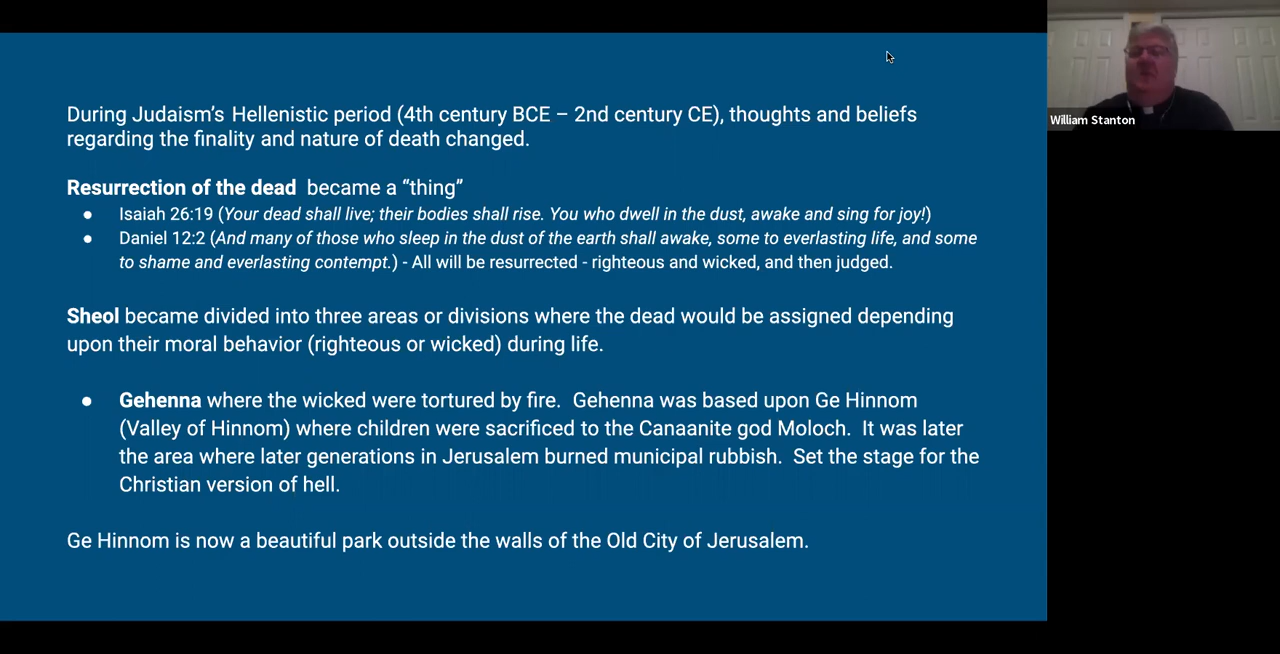 During Judaism’s Hellenistic period (4th century BCE – 2nd century CE), thoughts and beliefs
regarding the finality and nature of death changed.
Resurrection of the dead became a “thing”
● Isaiah 26:19 (Your dead shall live; their bodies shall rise. You who dwell in the dust, awake and sing for joy!)
● Daniel 12:2 (And many of those who sleep in the dust of the earth shall awake, some to everlasting life, and some
to shame and everlasting contempt.) - All will be resurrected - righteous and wicked, and then judged.
Sheol became divided into three areas or divisions where the dead would be assigned depending
upon their moral behavior (righteous or wicked) during life.
● Gehenna where the wicked were tortured by fire. Gehenna was based upon Ge Hinnom
(Valley of Hinnom) where children were sacrificed to the Canaanite god Moloch. It was later
the area where later generations in Jerusalem burned municipal rubbish. Set the stage for the
Christian version of hell.
Ge Hinnom is now a beautiful park outside the walls of the Old City of Jerusalem.
William Stanton